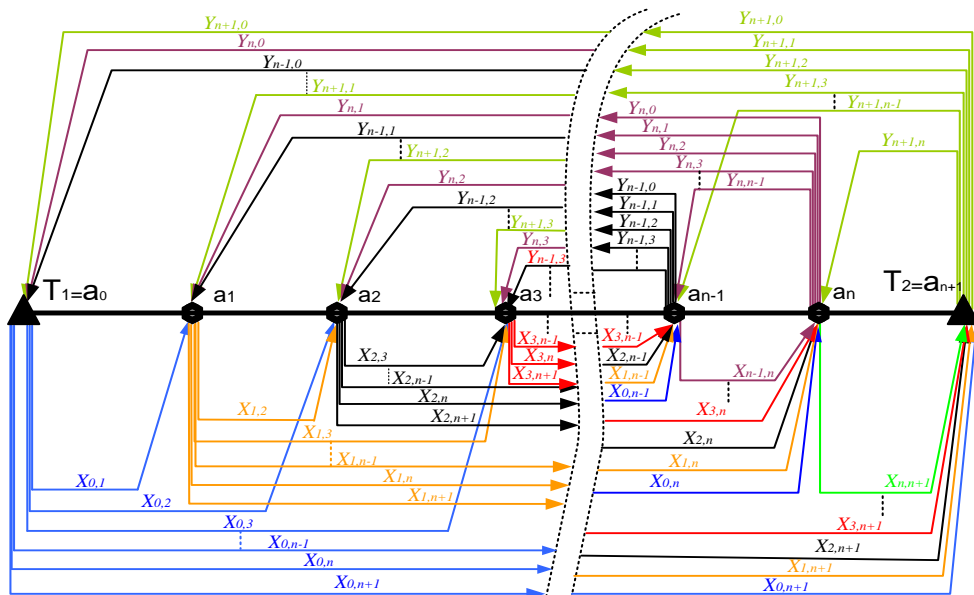 Yn+1,0 Yn+1,0
Yn,0 Yn+1,1
Yn-1,0 Yn+1,2
Yn+1,1 Yn+1,3
Yn,1 Yn,0 Yn+1,n-1
Yn-1,1 Yn,1
Yn+1,2 Yn,2 Yn+1,n
Yn,2 Yn,3
Yn-1,2 Yn-1,0 Yn,n-1
Yn+1,3 Yn-1,1
Yn,3 Yn-1,2
Yn-1,3 Yn-1,3
T1=a0 a1 a2 a3 an-1 an T2=an+1
X3,n-1 X3,n-1
X2,3 X3,n X2,n-1
X2,n-1 X3,n+1 X1,n-1 Xn-1,n
X2,n X0,n-1
X1,2 X2,n+1 X3,n
X1,3 X2,n
X1,n-1 X1,n
X0,1 X1,n X0,n Xn,n+1
X0,2 X1,n+1
X0,3 X3,n+1
X0,n-1 X2,n+1
X0,n X1,n+1
X0,n+1 X0,n+1